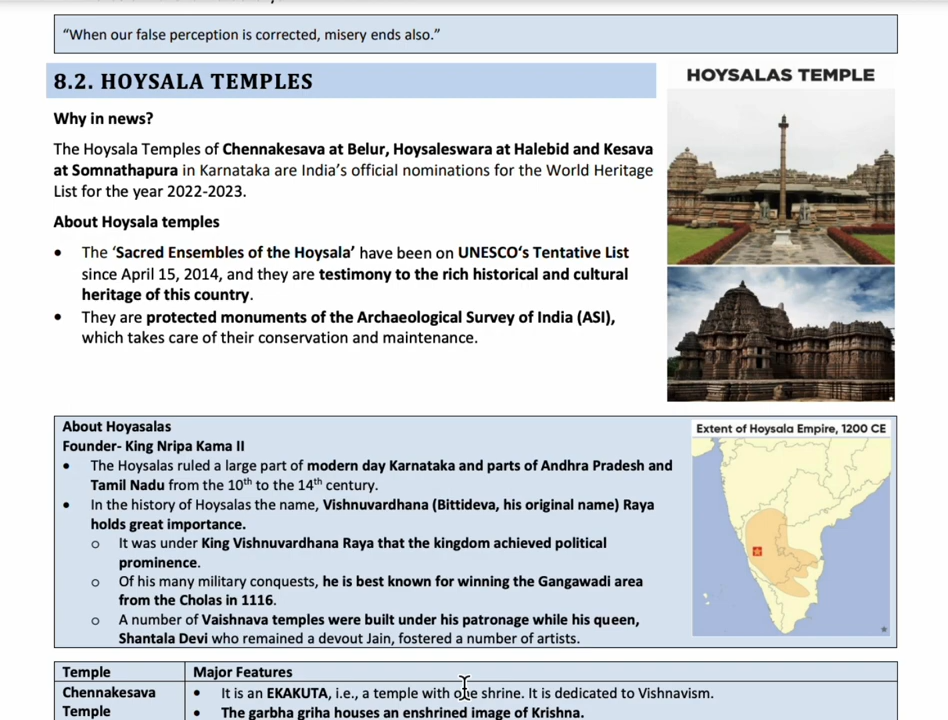 “When our false perception is corrected, misery ends also.”
8.2. HOYSALA TEMPLES
HOYSALAS TEMPLE
Why in news?
The Hoysala Temples of Chennakesava at Belur, Hoysaleswara at Halebid and Kesava
at Somnathapura in Karnataka are India’s official nominations for the World Heritage
List for the year 2022-2023.
About Hoysala temples
• The ‘Sacred Ensembles of the Hoysala’ have been on UNESCO‘s Tentative List
since April 15, 2014, and they are testimony to the rich historical and cultural
heritage of this country.
• They are protected monuments of the Archaeological Survey of India (ASI),
which takes care of their conservation and maintenance.
About Hoyasalas
Founder- King Nripa Kama II
• The Hoysalas ruled a large part of modern day Karnataka and parts of Andhra Pradesh and
Tamil Nadu from the 10th to the 14th century.
• In the history of Hoysalas the name, Vishnuvardhana (Bittideva, his original name) Raya
holds great importance.
o It was under King Vishnuvardhana Raya that the kingdom achieved political
prominence.
o Of his many military conquests, he is best known for winning the Gangawadi area
from the Cholas in 1116.
o A number of Vaishnava temples were built under his patronage while his queen,
Shantala Devi who remained a devout Jain, fostered a number of artists.
Extent of Hoysala Empire, 1200 CE
Temple Major Features
Chennakesava • It is an EKAKUTA, i.e., a temple with one shrine. It is dedicated to Vishnavism.
Temple • The garbha griha houses an enshrined image of Krishna.